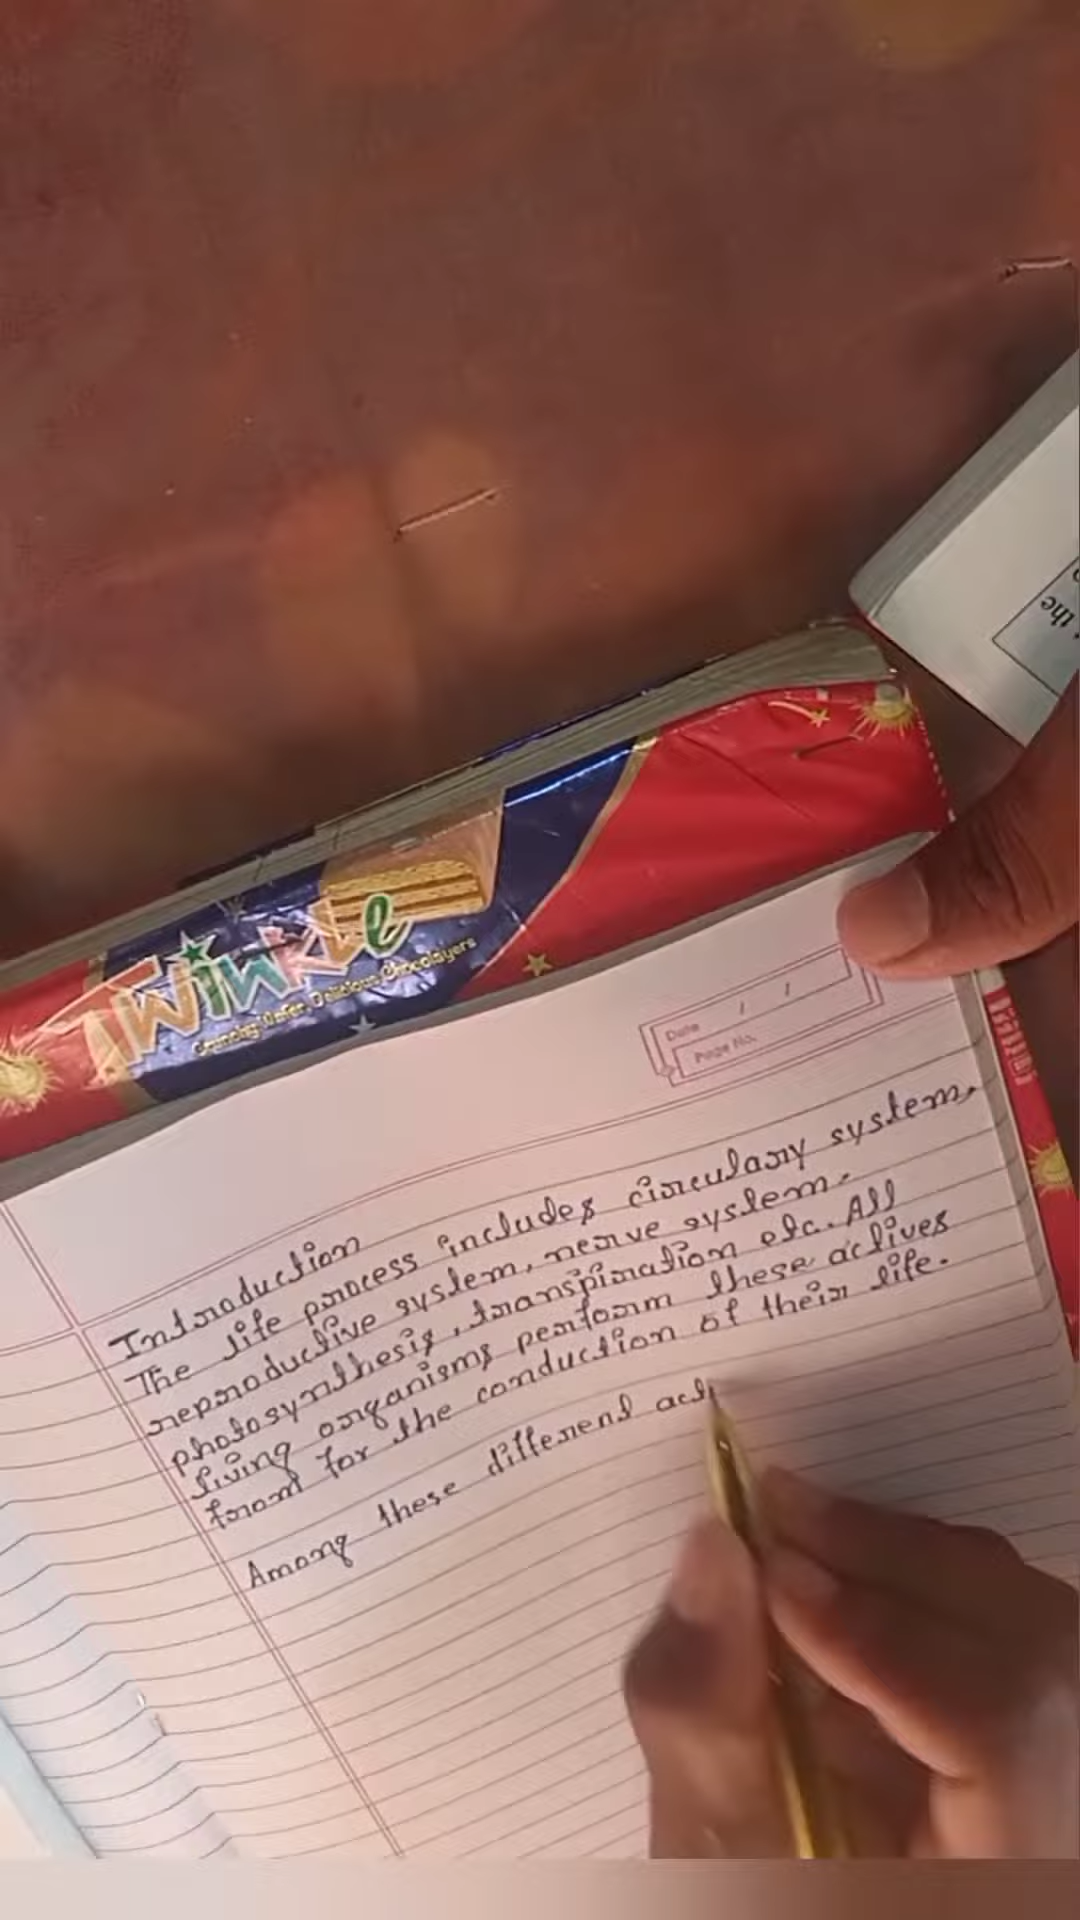 the
TWiNKLe
Crunchy Wafer, Delicious Chocolayers
Date / /
Page No.
Introduction
The life process includes circulary system,
reproductive system, nerve system,
photosynthesis, transpiration etc. All
living organisms perform these actives
from for the conduction of their life.
Among these different act